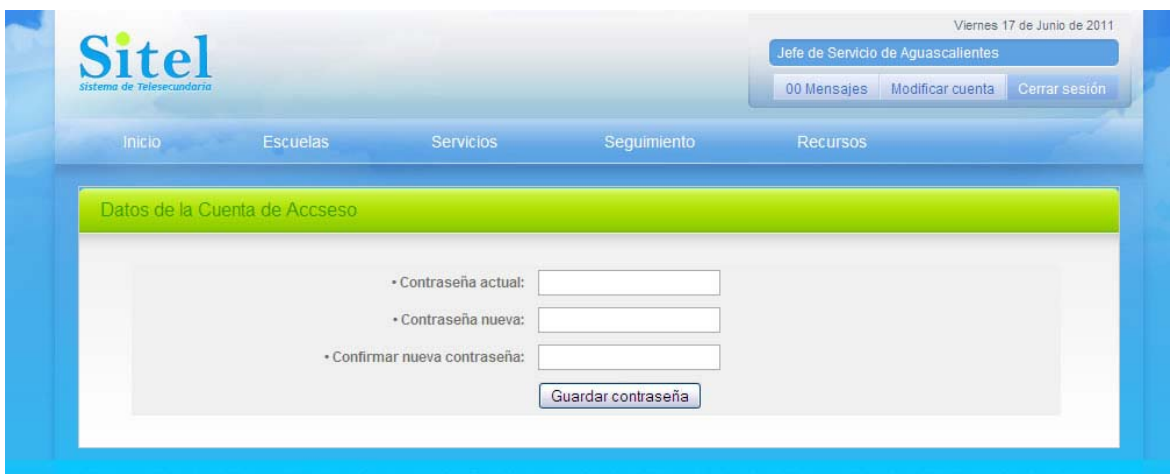 Viernes 17 de Junio de 2011
Sitel
Sistema de Telesecundaria
Jefe de Servicio de Aguascalientes
00 Mensajes Modificar cuenta Cerrar sesión
Inicio Escuelas Servicios Seguimiento Recursos
Datos de la Cuenta de Accseso
• Contraseña actual:
• Contraseña nueva:
• Confirmar nueva contraseña:
Guardar contraseña